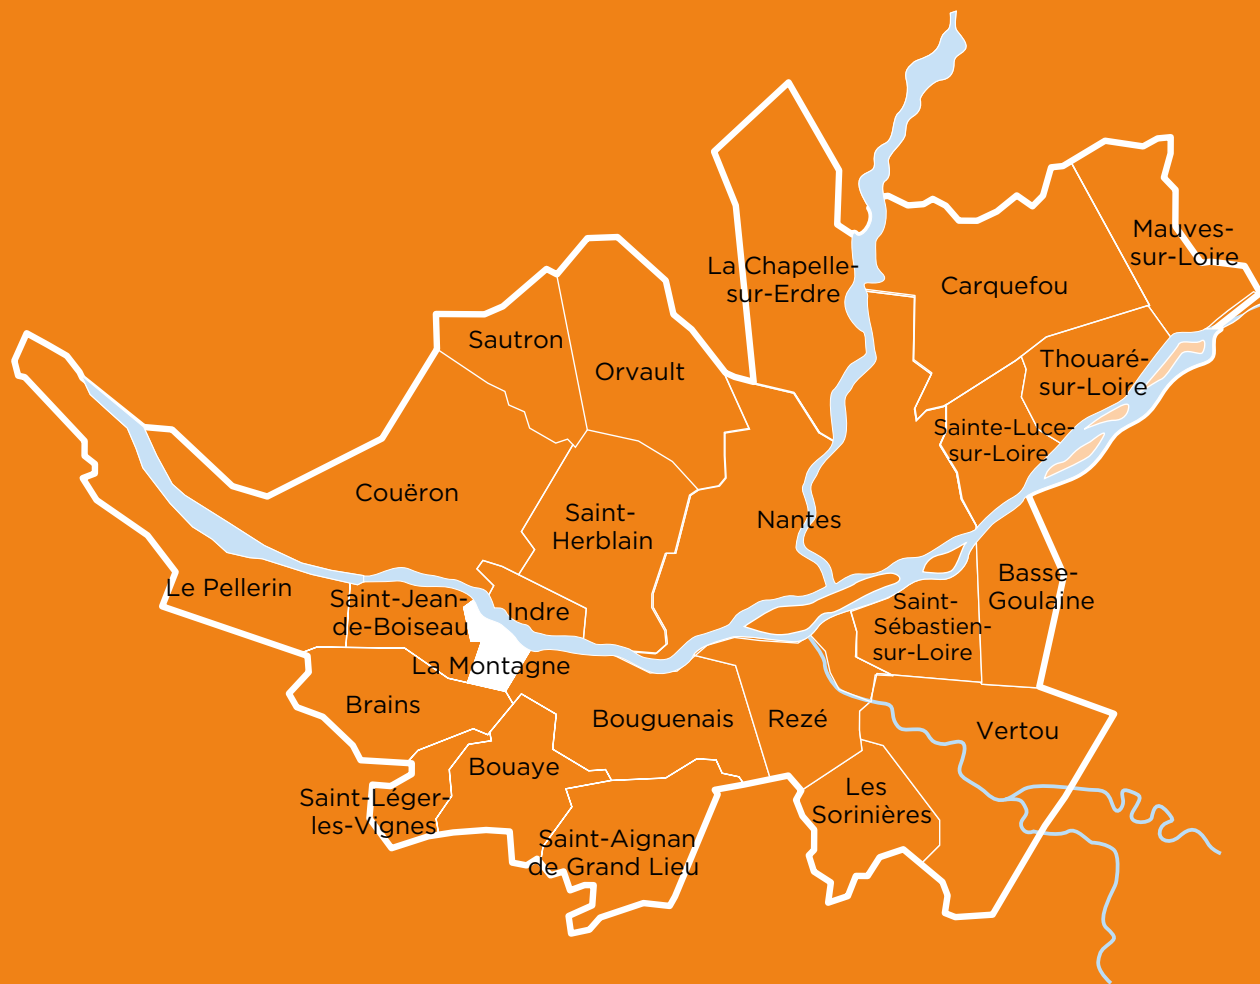 Mauves-
sur-Loire
La Chapelle-
sur-Erdre
Carquefou
Sautron
Orvault
Thouaré-
sur-Loire
Sainte-Luce-
sur-Loire
Couëron
Saint-
Herblain
Nantes
Le Pellerin
Saint-Jean-
de-Boiseau
Indre
Basse-
Goulaine
Saint-
Sébastien-
sur-Loire
La Montagne
Brains
Bouguenais
Rezé
Vertou
Bouaye
Saint-Léger-
les-Vignes
Les
Sorinières
Saint-Aignan
de Grand Lieu